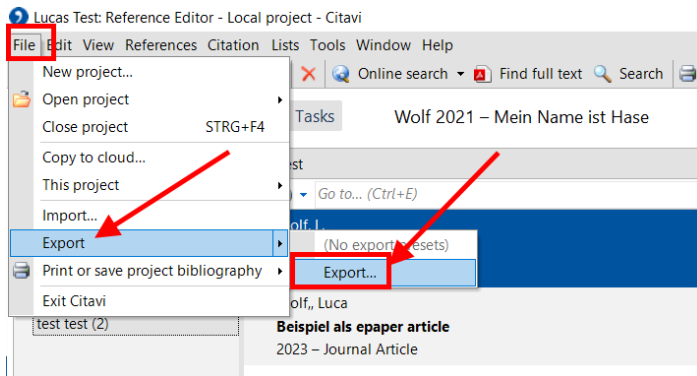 Lucas Test: Reference Editor - Local project - Citavi
File Edit View References Citation Lists Tools Window Help
New project...
Online search Find full text Search
Open project
Close project STRG+F4
Tasks Wolf 2021 – Mein Name ist Hase
Copy to cloud...
This project
Go to... (Ctrl+E)
Import...
Export
(No export presets)
Print or save project bibliography
Export...
Exit Citavi
Luca
test test (2)
Beispiel als epaper article
2023 – Journal Article